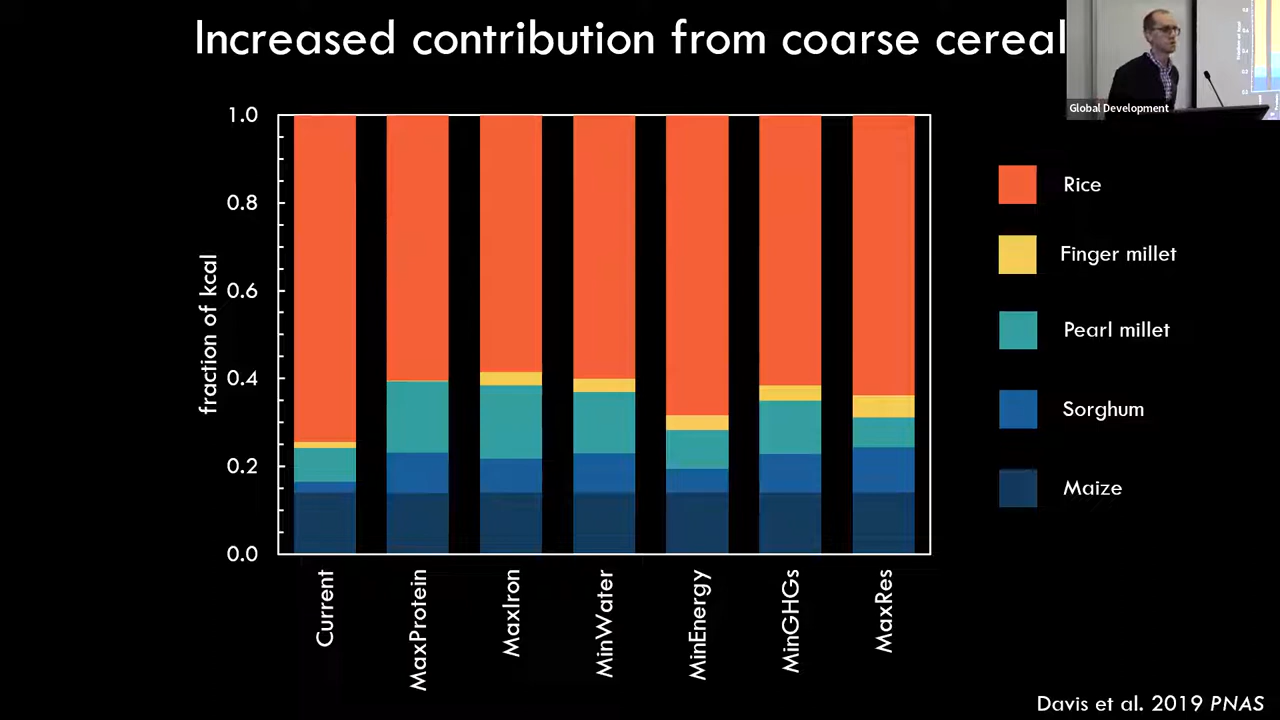 Increased contribution from coarse cereal
Global Development
1.0
0.8
0.6
0.4
0.2
0.0
fraction of kcal
Current
MaxProtein
MaxIron
MinWater
MinEnergy
MinGHGs
MaxRes
Rice
Finger millet
Pearl millet
Sorghum
Maize
Davis et al. 2019 PNAS